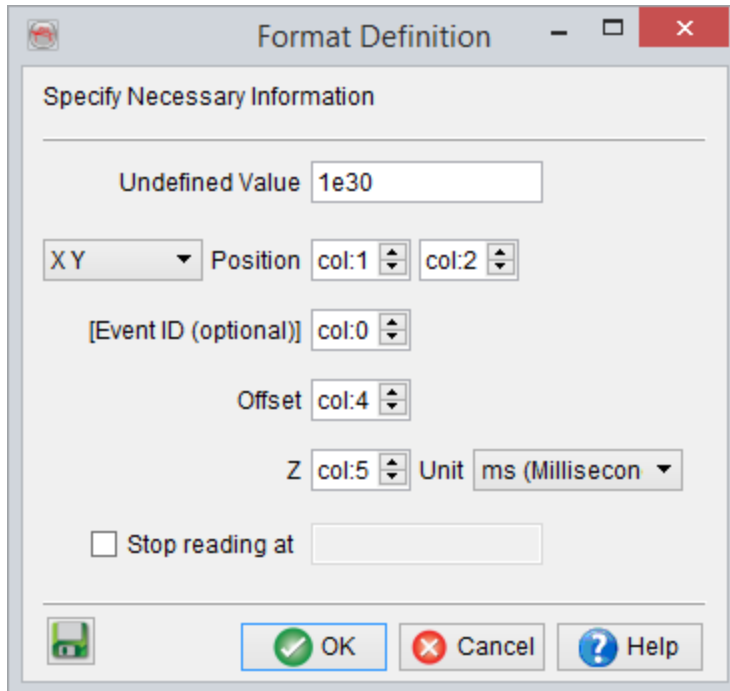 Format Definition
Specify Necessary Information
Undefined Value 1e30
X Y Position col:1 col:2
[Event ID (optional)] col:0
Offset col:4
Z col:5 Unit ms (Millisecon
Stop reading at
OK Cancel ? Help